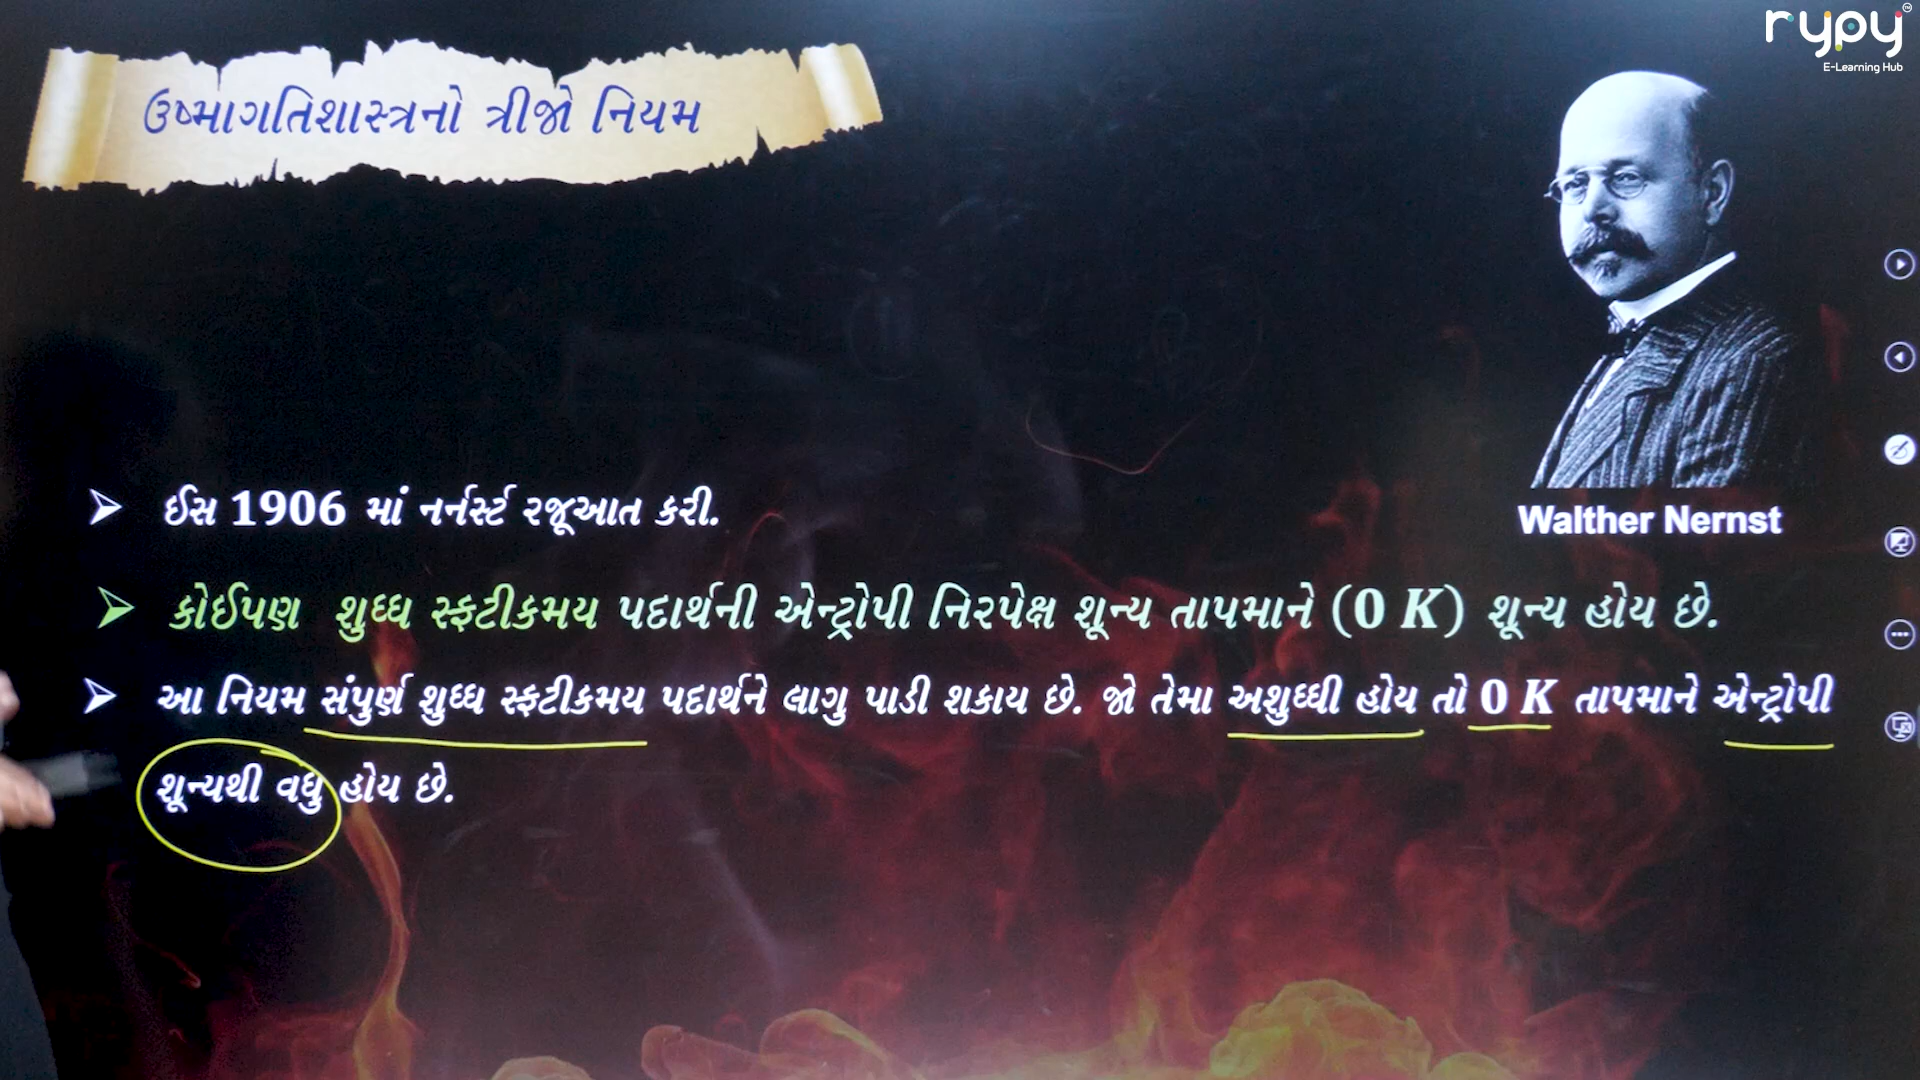 rypy
E-Learning Hub
ઉષ્માગતિશાસ્ત્રનો ત્રીજો નિયમ
Walther Nernst
ઈસ 1906 માં નર્નર્સ્ટ રજૂઆત કરી.
કોઈપણ શુધ્ધ સ્ફટીકમય પદાર્થની એન્ટ્રોપી નિરપેક્ષ શૂન્ય તાપમાને (0 K) શૂન્ય હોય છે.
આ નિયમ સંપુર્ણ શુધ્ધ સ્ફટીકમય પદાર્થને લાગુ પાડી શકાય છે. જો તેમા અશુધ્ધી હોય તો 0 K તાપમાને એન્ટ્રોપી
શૂન્યથી વધુ હોય છે.